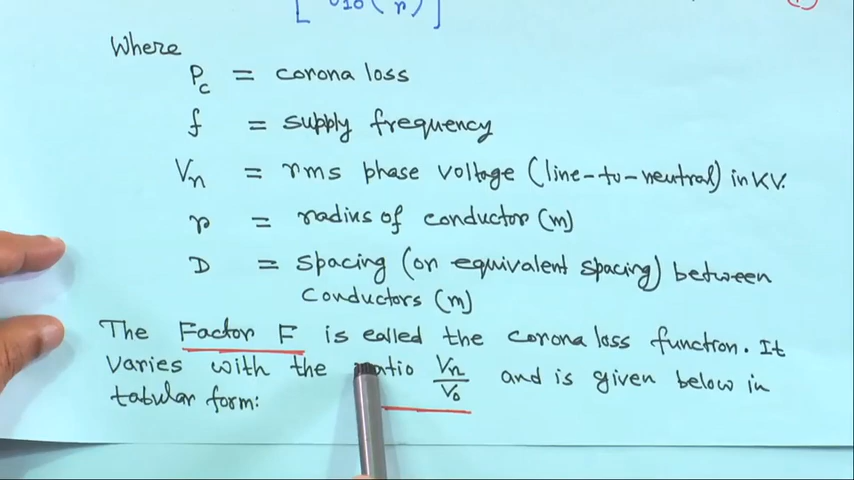 Where
Pc = corona loss
f = supply frequency
Vn = rms phase voltage (line-to-neutral) in KV.
r = radius of conductor (m)
D = spacing (or equivalent spacing) between
conductors (m)
The Factor F is called the corona loss function. It
varies with the ratio Vn/V0 and is given below in
tabular form: